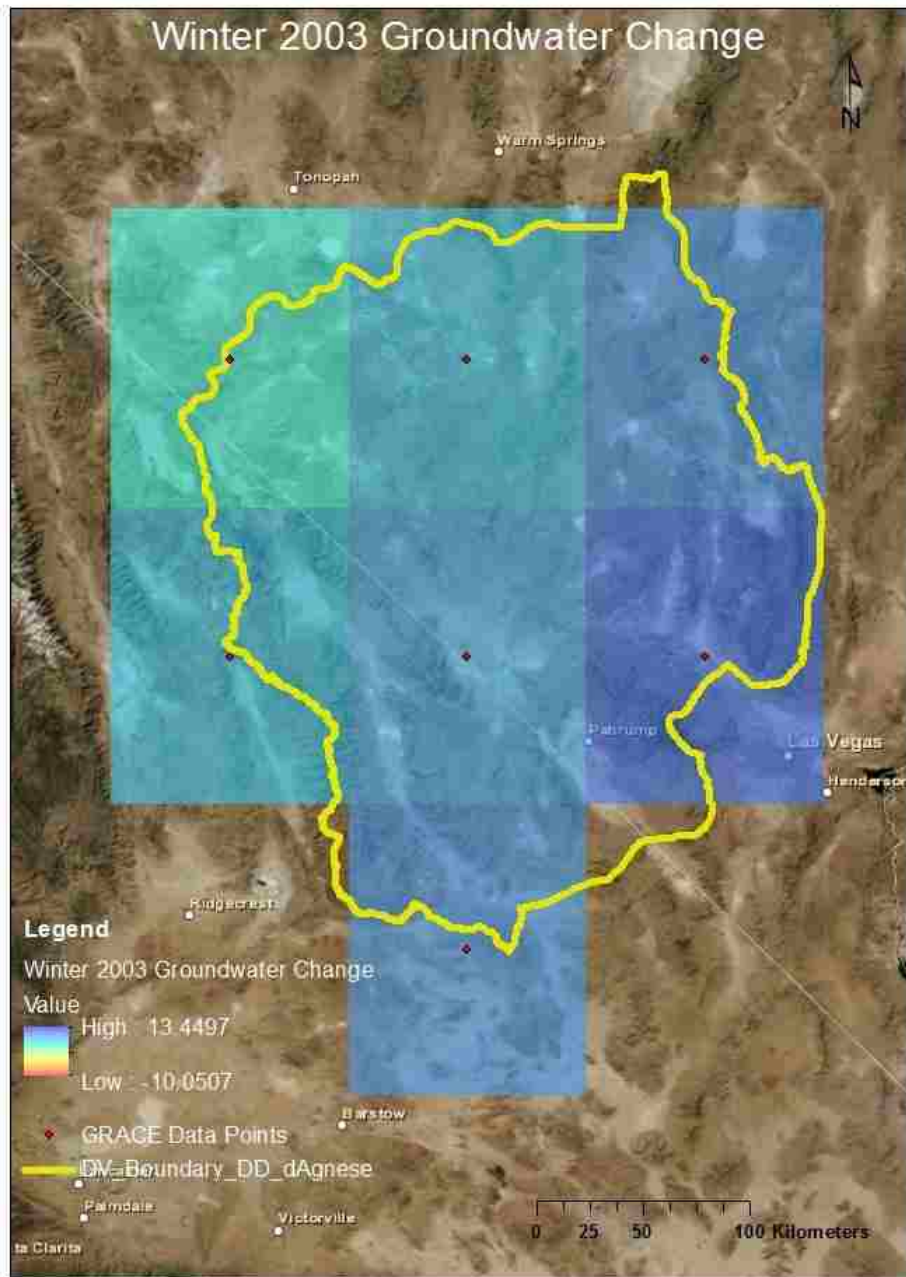 Winter 2003 Groundwater Change
N
Warm Springs
Tonopah
Pahrump
Las Vegas
Henderson
Ridgecrest
Legend
Winter 2003 Groundwater Change
Value
High : 13.4497
Low : -10.0507
Barstow
GRACE Data Points
DV_Boundary_DD_dAgnese
Palmdale
Victorville
0 25 50 100 Kilometers
ta Clarita